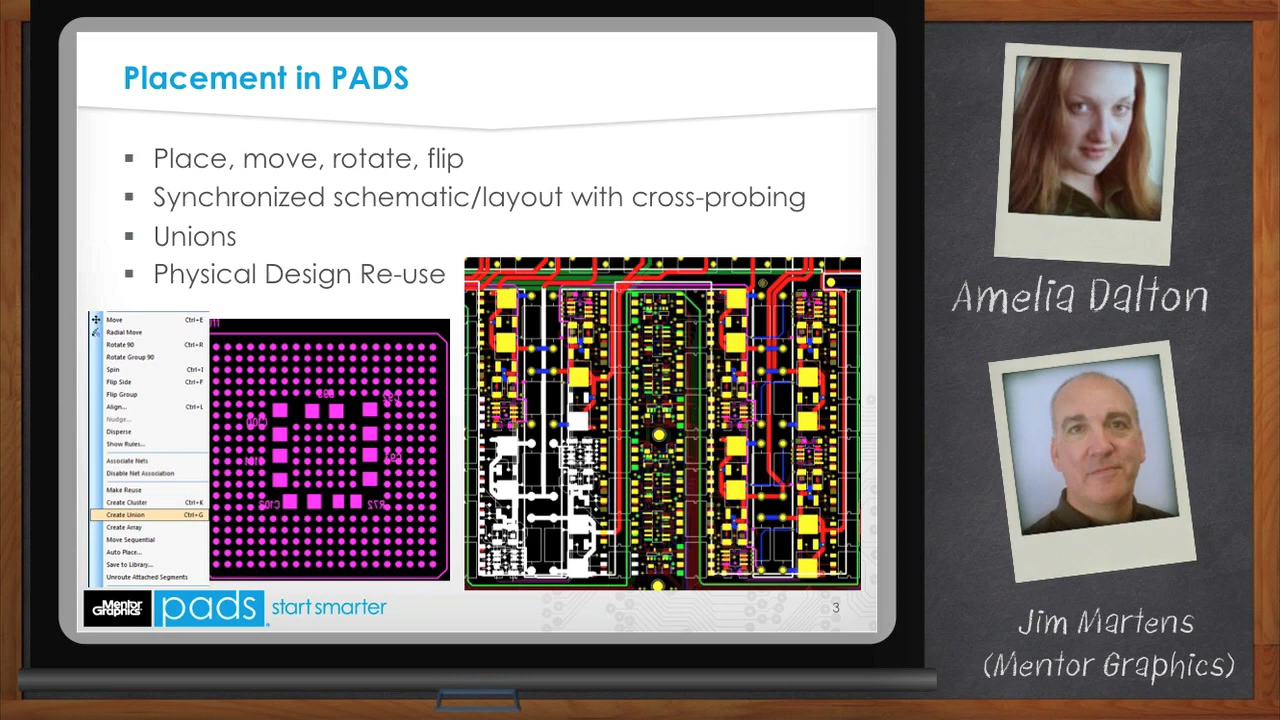 Placement in PADS
Place, move, rotate, flip
Synchronized schematic/layout with cross-probing
Unions
Physical Design Re-use
Move Ctrl+E
Radial Move
Rotate 90 Ctrl+R
Rotate Group 90
Spin Ctrl+I
Flip Side Ctrl+F
Flip Group
Align... Ctrl+L
Nudge...
Disperse
Show Rules...
Associate Nets
Disable Net Association
Make Reuse
Create Cluster Ctrl+K
Create Union Ctrl+G
Create Array
Move Sequential
Auto Place...
Save to Library...
Unroute Attached Segments
Mentor
Graphics
pads
start smarter
3
Amelia Dalton
Jim Martens
(Mentor Graphics)